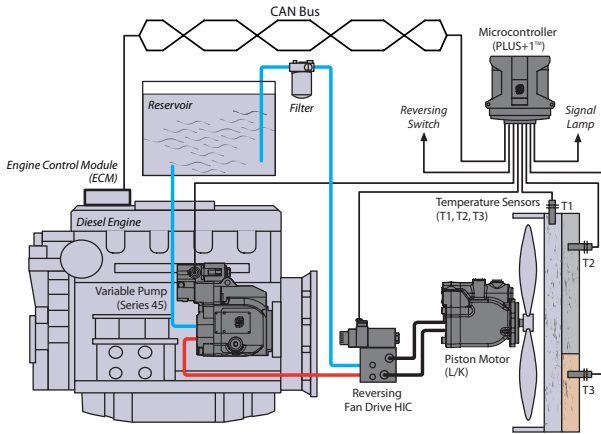 CAN Bus
Microcontroller
(PLUS+1™)
Reservoir
Filter
Reversing
Switch
Signal
Lamp
Engine Control Module
(ECM)
Temperature Sensors
(T1, T2, T3)
T1
Diesel Engine
T2
Variable Pump
(Series 45)
Piston Motor
(L/K)
T3
Reversing
Fan Drive HIC